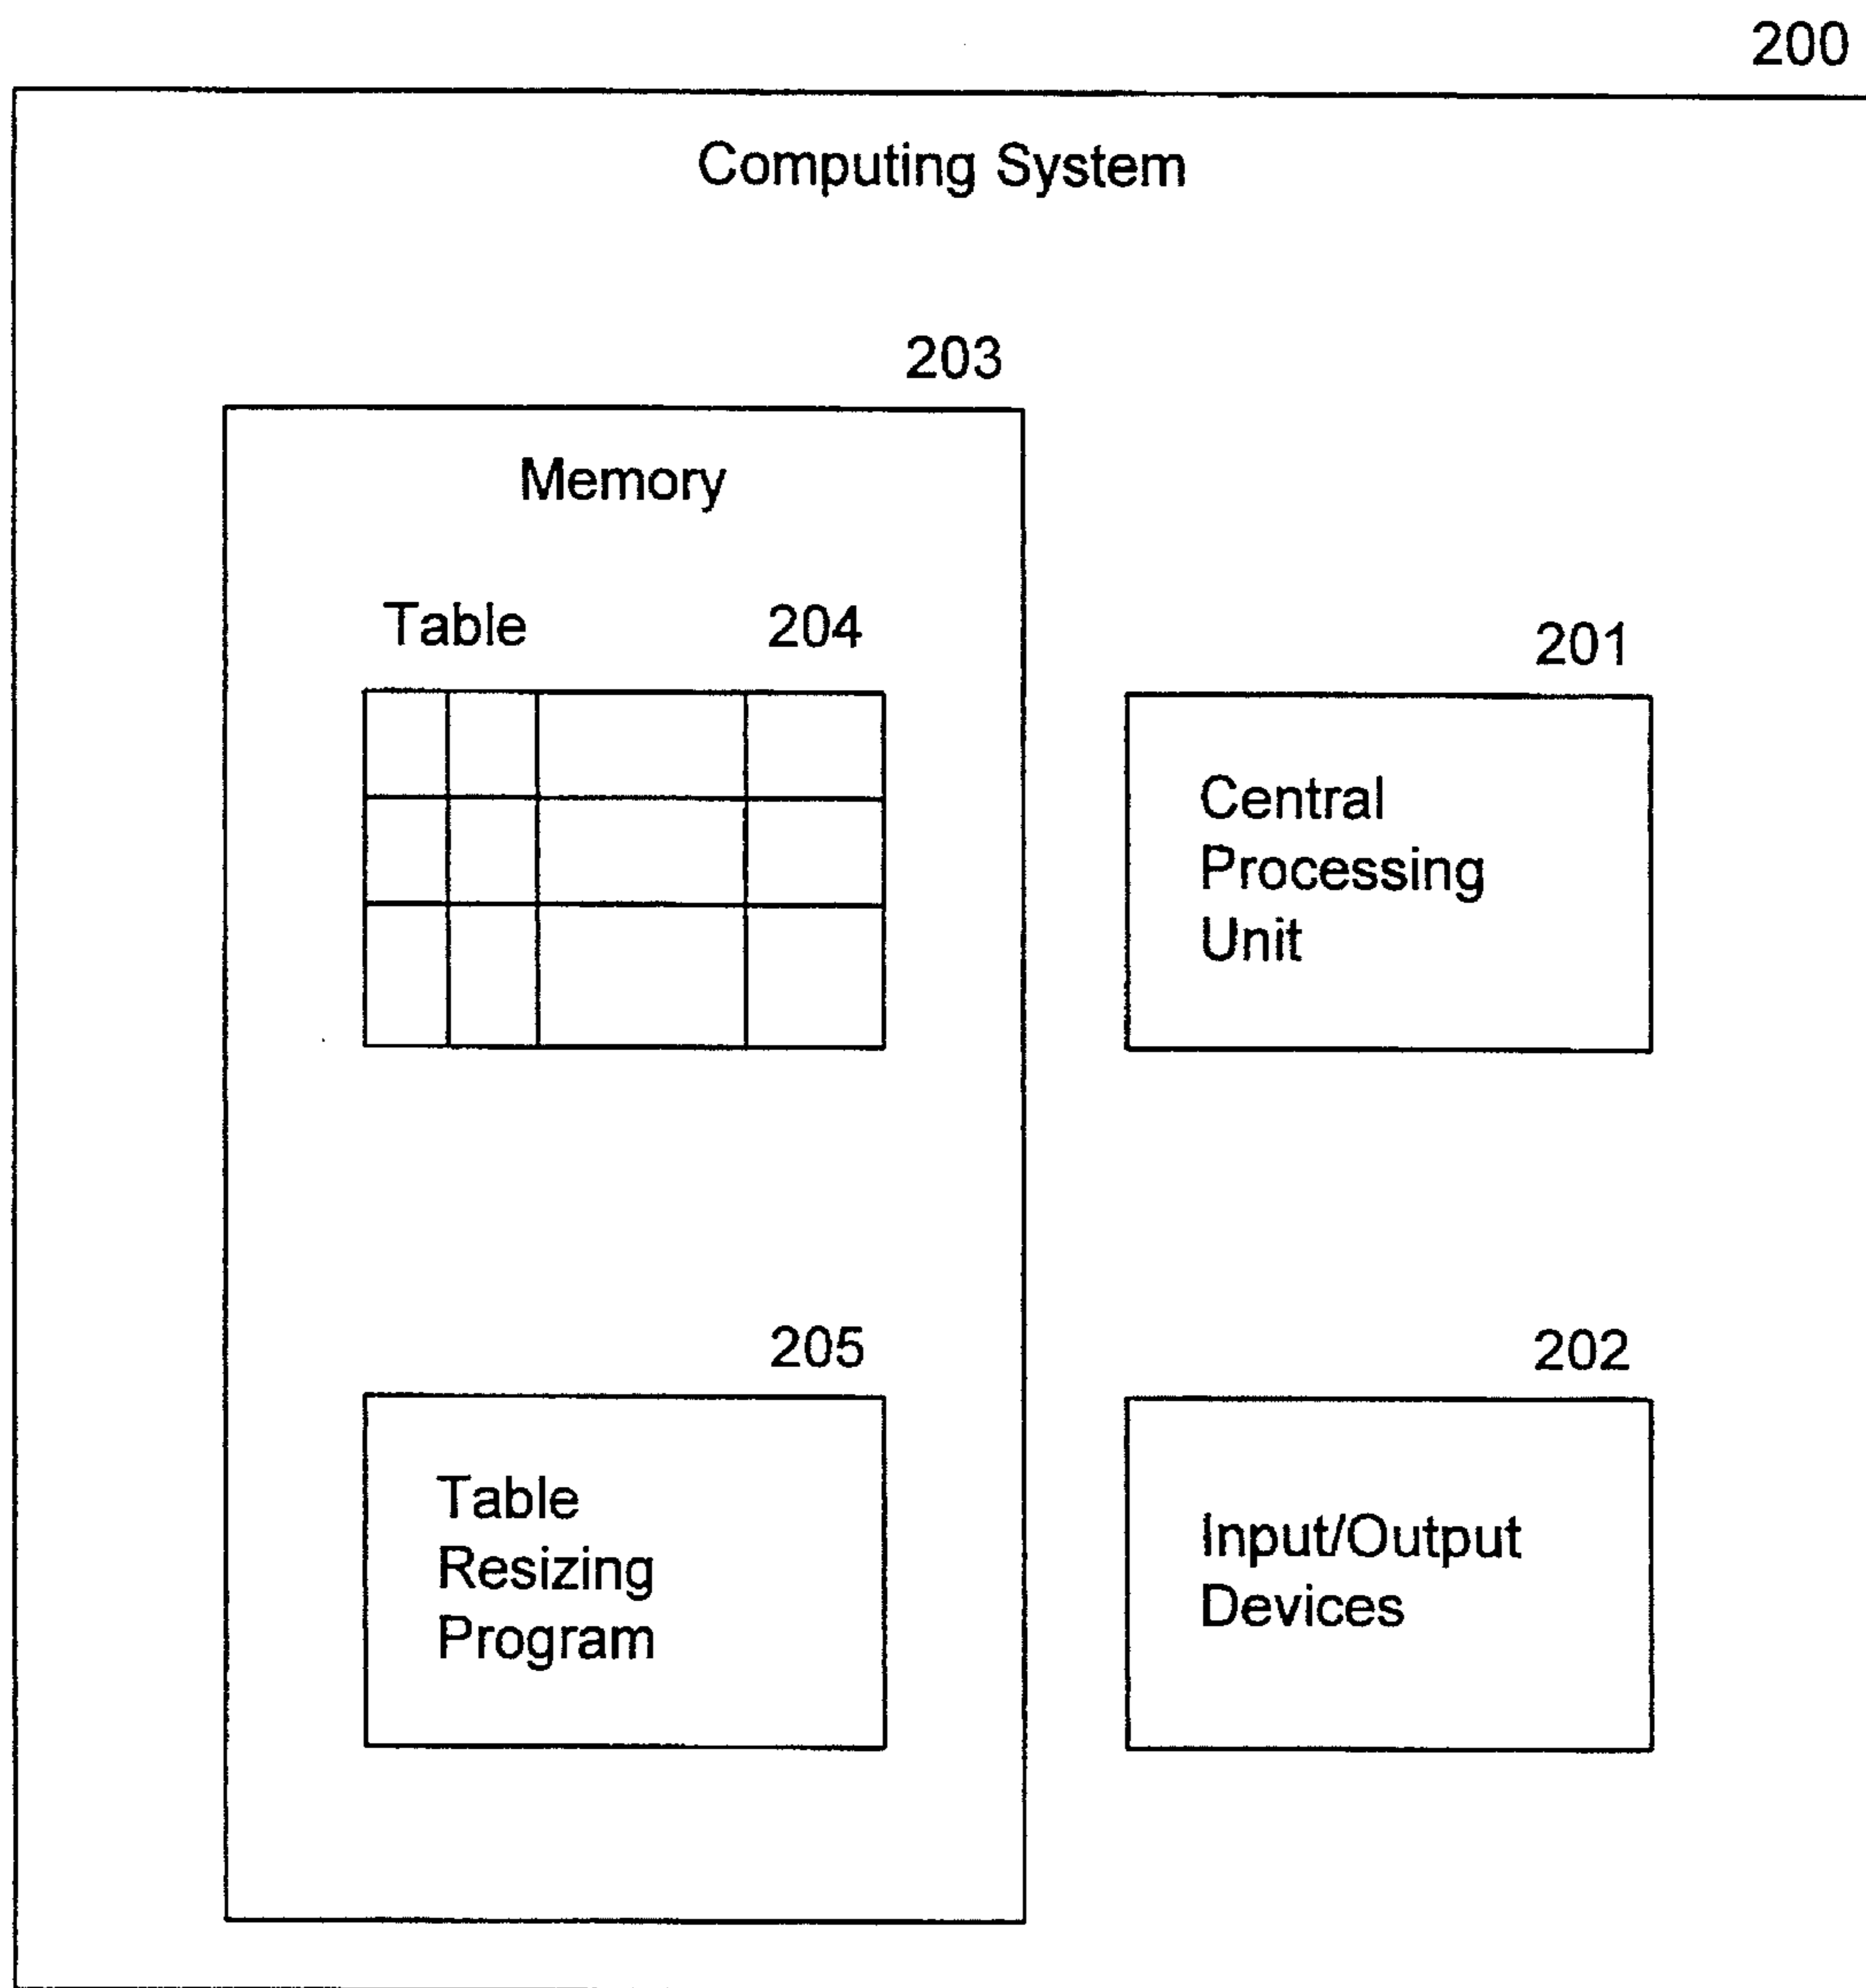 200
Computing System
203
Memory
Table 204
201
Central
Processing
Unit
205
Table
Resizing
Program
202
Input/Output
Devices